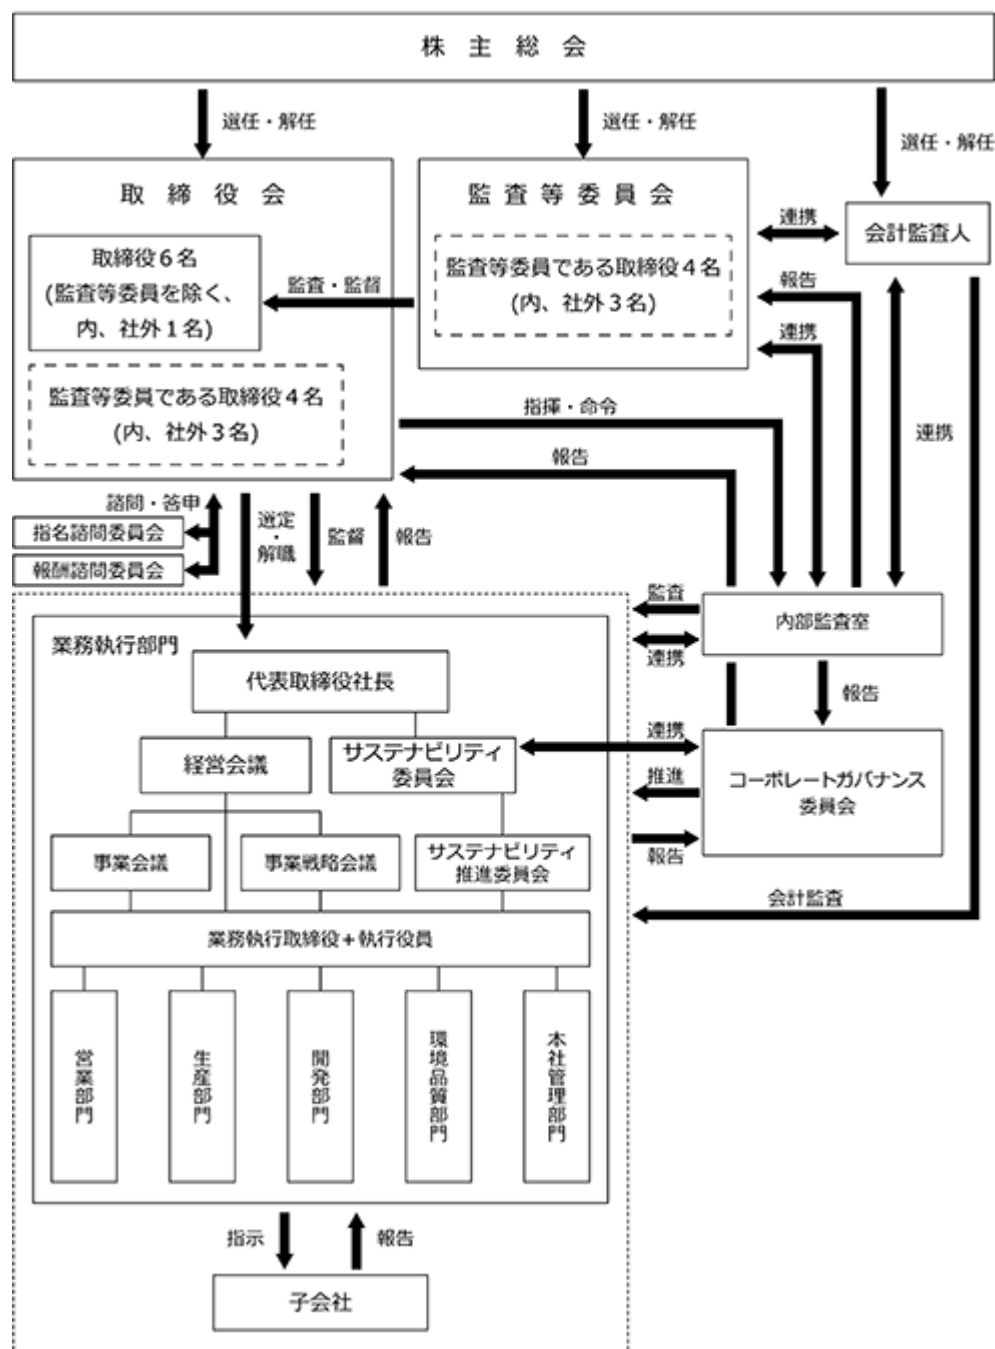 株主総会
選任・解任
選任・解任
選任・解任
取締役会
取締役6名
(監査等委員を除く、
内、社外1名)
監査等委員である取締役4名
(内、社外3名)
監査・監督
監査等委員会
監査等委員である取締役4名
(内、社外3名)
連携
会計監査人
報告
連携
指揮・命令
報告
連携
諮問・答申
指名諮問委員会
報酬諮問委員会
選定・解職
監督
報告
監査
連携
内部監査室
報告
業務執行部門
代表取締役社長
経営会議
サステナビリティ
委員会
連携
推進
報告
コーポレートガバナンス
委員会
事業会議
事業戦略会議
サステナビリティ
推進委員会
会計監査
業務執行取締役+執行役員
営業部門
生産部門
開発部門
環境品質部門
本社管理部門
指示
報告
子会社